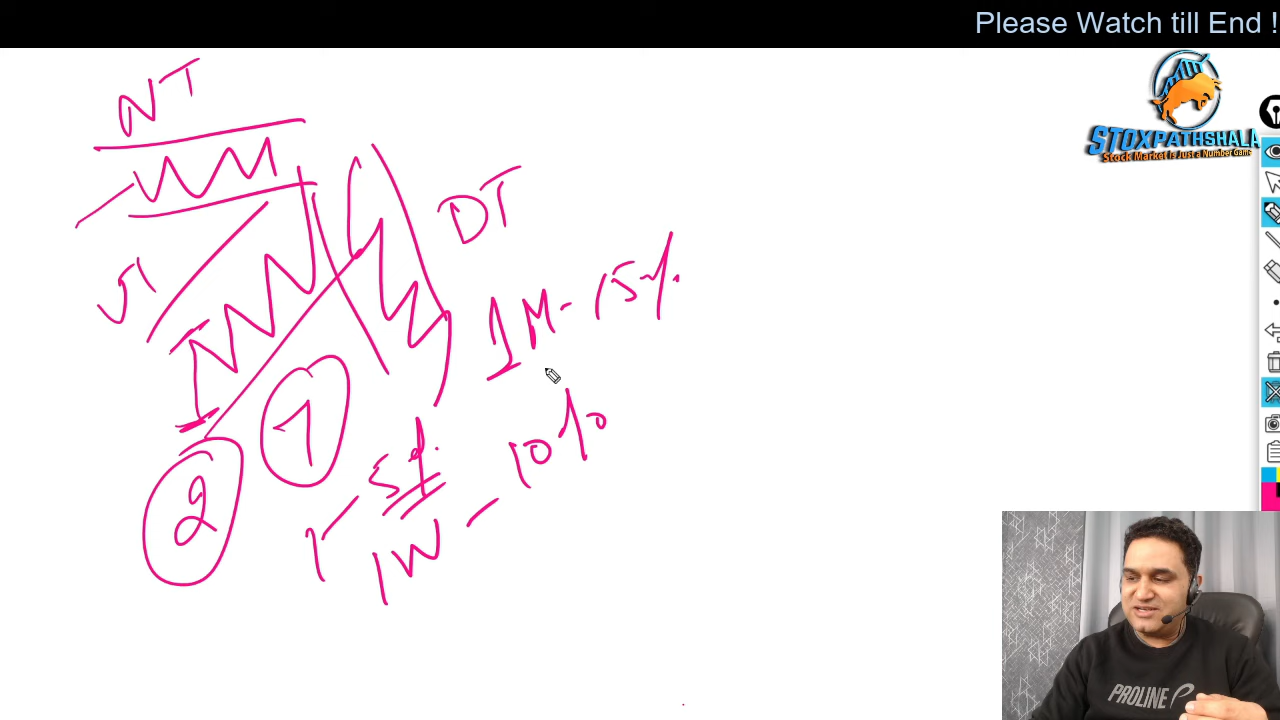 Please Watch till End !
STOXPATHSHALA
Stock Market is Just a Number Game
NT
DT
1M - 15%
1
2
1 - 5%
1W - 10%
PROLINE